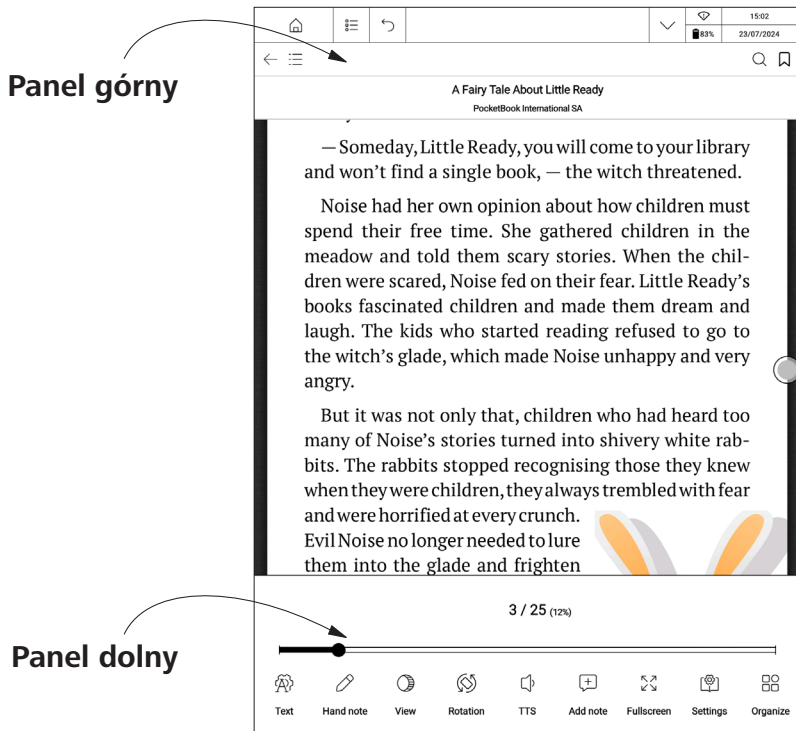 15:02
83%
23/07/2024
Panel górny
A Fairy Tale About Little Ready
PocketBook International SA
— Someday, Little Ready, you will come to your library
and won't find a single book, — the witch threatened.
Noise had her own opinion about how children must
spend their free time. She gathered children in the
meadow and told them scary stories. When the chil-
dren were scared, Noise fed on their fear. Little Ready's
books fascinated children and made them dream and
laugh. The kids who started reading refused to go to
the witch's glade, which made Noise unhappy and very
angry.
But it was not only that, children who had heard too
many of Noise's stories turned into shivery white rab-
bits. The rabbits stopped recognising those they knew
when they were children, they always trembled with fear
and were horrified at every crunch.
Evil Noise no longer needed to lure
them into the glade and frighten
3 / 25 (12%)
Panel dolny
Text Hand note View Rotation TTS Add note Fullscreen Settings Organize